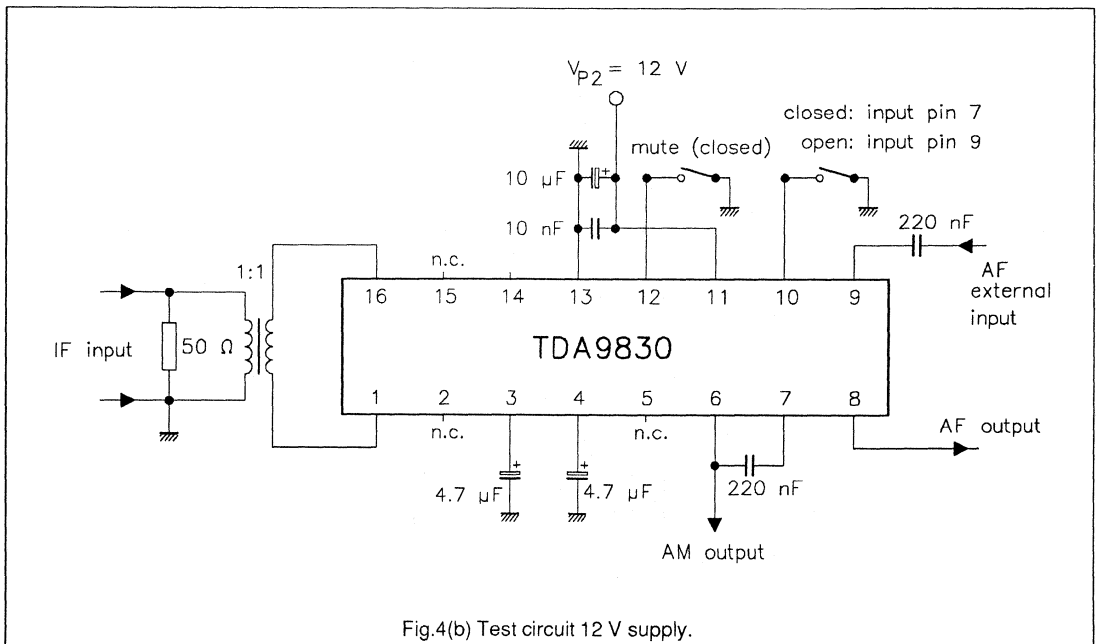 V_P2 = 12 V
closed: input pin 7
open: input pin 9
mute (closed)
10 µF
+
10 nF
220 nF
AF
external
input
1:1
n.c.
16 15 14 13 12 11 10 9
IF input
50 Ω
TDA9830
1 2 3 4 5 6 7 8
n.c.
n.c.
AF output
+
4.7 µF
+
4.7 µF
220 nF
AM output
Fig.4(b) Test circuit 12 V supply.